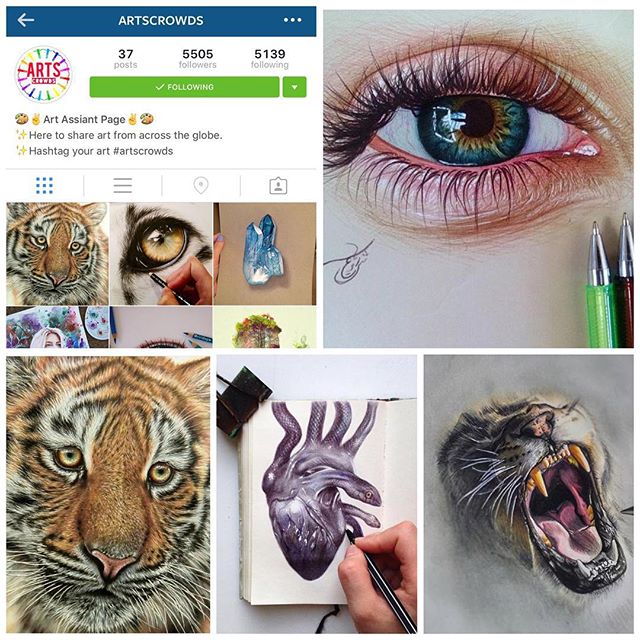 ARTSCROWDS
37
5505
5139
posts
followers
following
ARTS
CROWDS
✓ FOLLOWING
🎨✌️Art Assiant Page✌️🎨
✨Here to share art from across the globe.
✨Hashtag your art #artscrowds